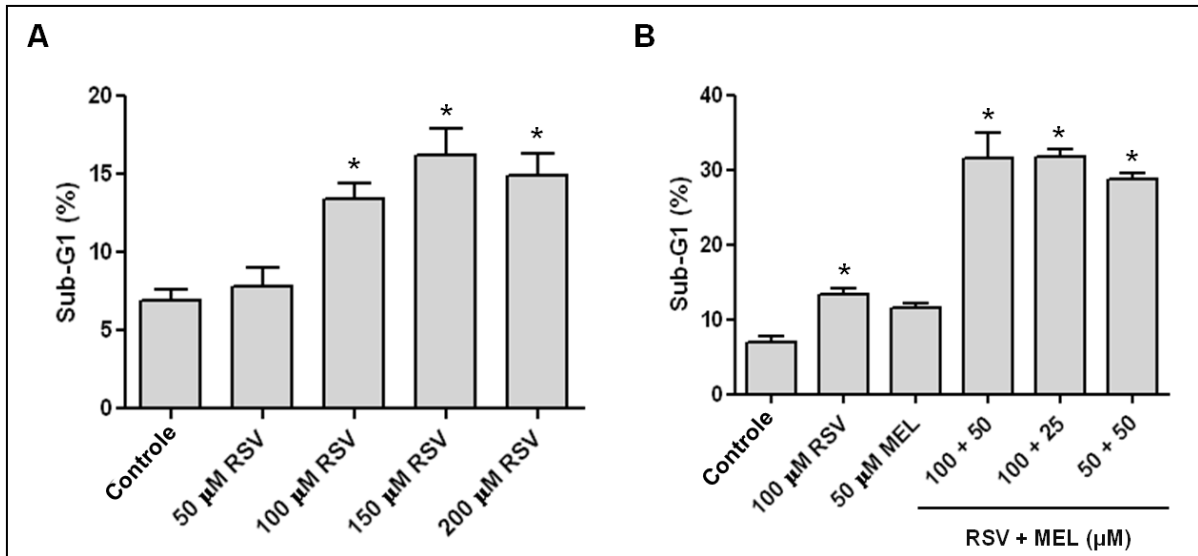 A
Sub-G1 (%)
20
15
10
5
0
*
*
*
Controle
50 µM RSV
100 µM RSV
150 µM RSV
200 µM RSV
B
Sub-G1 (%)
40
30
20
10
0
*
*
*
*
Controle
100 µM RSV
50 µM MEL
100 + 50
100 + 25
50 + 50
RSV + MEL (µM)